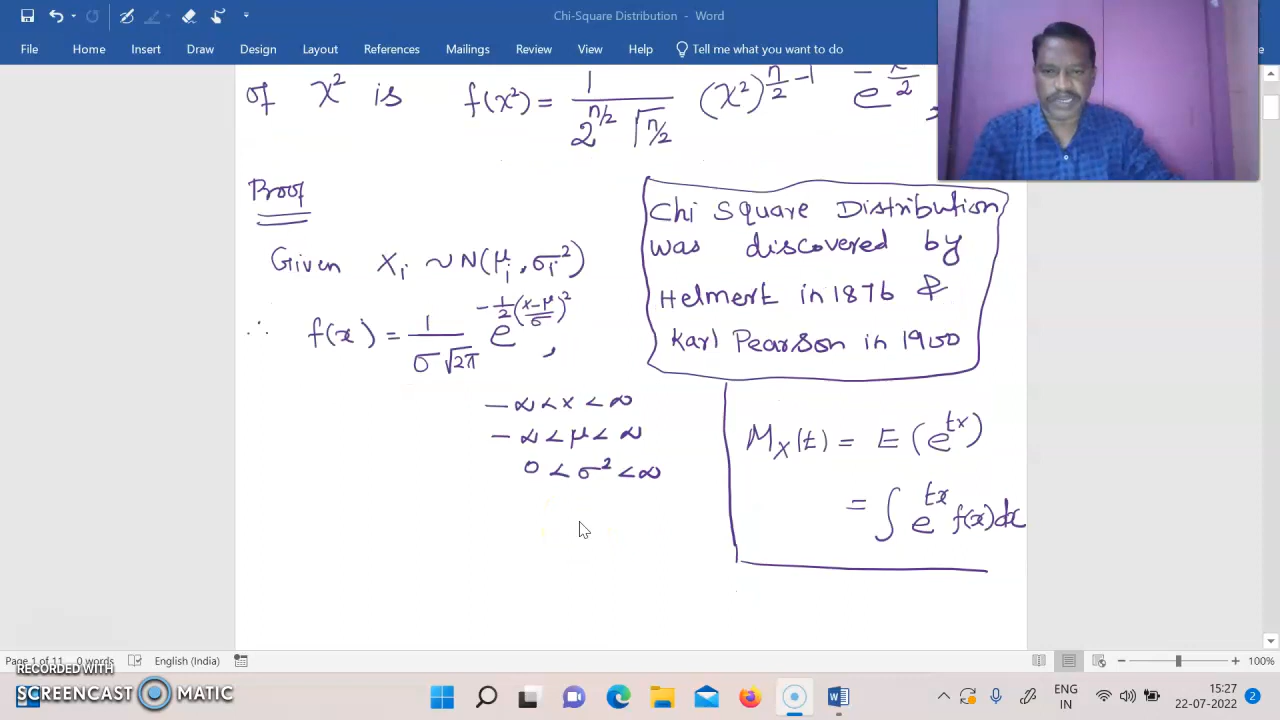 Chi-Square Distribution - Word
File Home Insert Draw Design Layout References Mailings Review View Help Tell me what you want to do
of χ² is f(χ²) = 1 / 2^(n/2) Γ(n/2) (χ²)^(n/2 - 1) e^(-χ²/2) ,
Proof
Given Xi ~ N(μi, σi²)
∴ f(x) = 1 / σ√2π e^(-1/2 (x-μ/σ)²) ,
-∞ < x < ∞
-∞ < μ < ∞
0 < σ² < ∞
Chi Square Distribution
was discovered by
Helmert in 1876 &
Karl Pearson in 1900
M_X(t) = E(e^tx)
= ∫ e^tx f(x)dx
Page 1 of 11 0 words English (India) 100%
RECORDED WITH
SCREENCAST MATIC
ENG
IN
15:27
22-07-2022
2